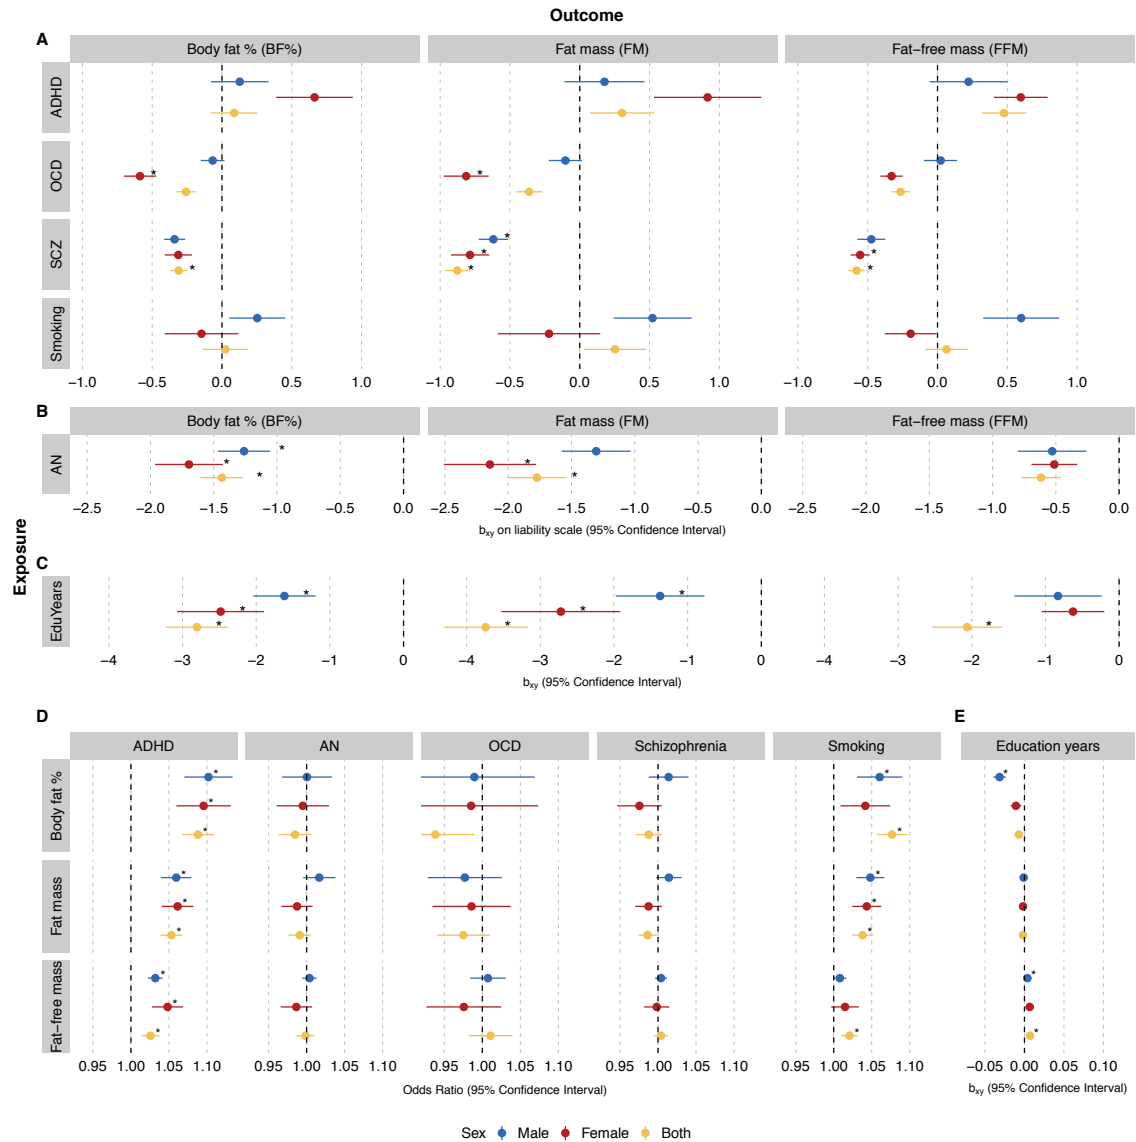 Outcome
A
Body fat % (BF%) Fat mass (FM) Fat−free mass (FFM)
ADHD
*
OCD
*
*
SCZ
*
*
*
*
*
*
Smoking
−1.0 −0.5 0.0 0.5 1.0 −1.0 −0.5 0.0 0.5 1.0 −1.0 −0.5 0.0 0.5 1.0
B
Body fat % (BF%) Fat mass (FM) Fat−free mass (FFM)
AN
*
*
*
*
*
−2.5 −2.0 −1.5 −1.0 −0.5 0.0 −2.5 −2.0 −1.5 −1.0 −0.5 0.0 −2.5 −2.0 −1.5 −1.0 −0.5 0.0
bxy on liability scale (95% Confidence Interval)
Exposure
C
EduYears
*
*
*
*
*
*
*
−4 −3 −2 −1 0 −4 −3 −2 −1 0 −4 −3 −2 −1 0
bxy (95% Confidence Interval)
D E
ADHD AN OCD Schizophrenia Smoking Education years
Body fat %
* * *
*
* *
Fat mass
* *
* *
* *
Fat−free mass
* *
*
* * *
0.95 1.00 1.05 1.10 0.95 1.00 1.05 1.10 0.95 1.00 1.05 1.10 0.95 1.00 1.05 1.10 0.95 1.00 1.05 1.10 −0.05 0.00 0.05 0.10
Odds Ratio (95% Confidence Interval) bxy (95% Confidence Interval)
Sex Male Female Both